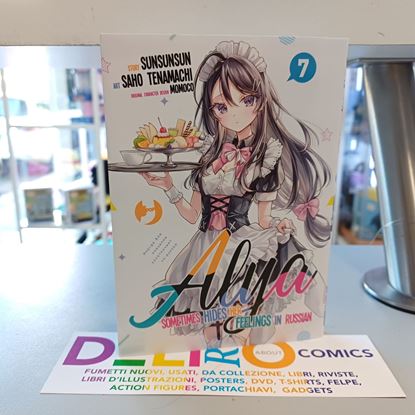 STORY SUNSUNSUN
ART SAHO TENAMACHI
ORIGINAL CHARACTER DESIGN MOMOCO
7
Alya
SOMETIMES HIDES HER FEELINGS IN RUSSIAN
DELIRIO ABOUT COMICS
FUMETTI NUOVI, USATI, DA COLLEZIONE, LIBRI, RIVISTE,
LIBRI D'ILLUSTRAZIONI, POSTERS, DVD, T-SHIRTS, FELPE,
ACTION FIGURES, PORTACHIAVI, GADGETS